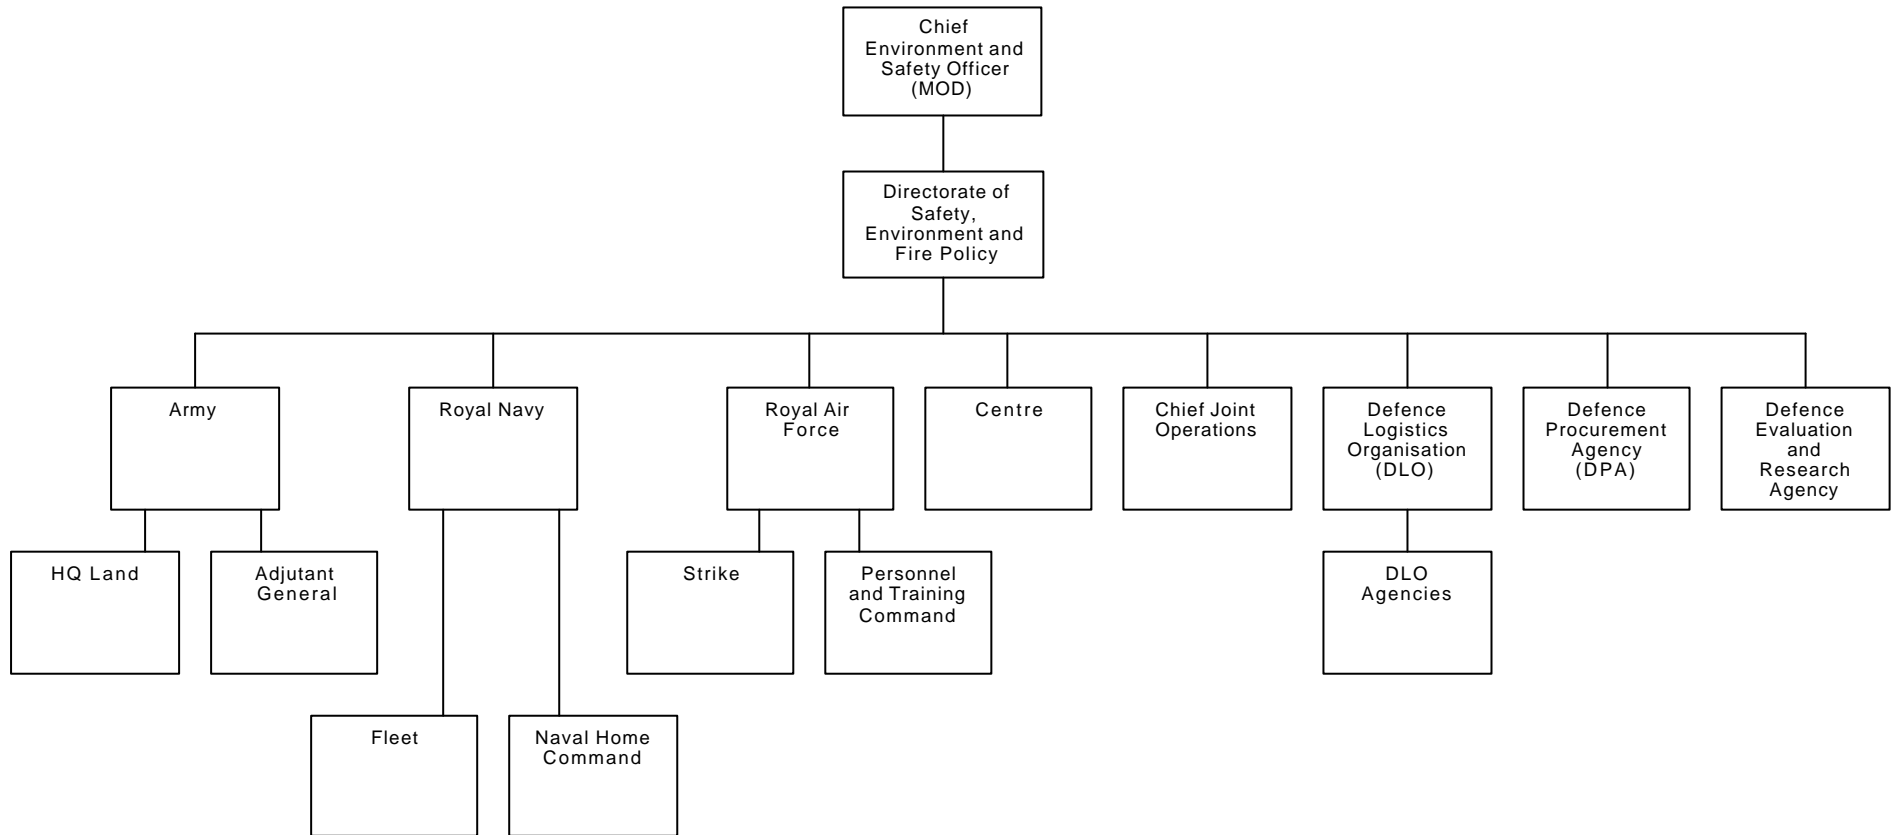 Chief
Environment and
Safety Officer
(MOD)
Directorate of
Safety,
Environment and
Fire Policy
Army
Royal Navy
Royal Air
Force
Centre
Chief Joint
Operations
Defence
Logistics
Organisation
(DLO)
Defence
Procurement
Agency
(DPA)
Defence
Evaluation
and
Research
Agency
HQ Land
Adjutant
General
Strike
Personnel
and Training
Command
DLO
Agencies
Fleet
Naval Home
Command